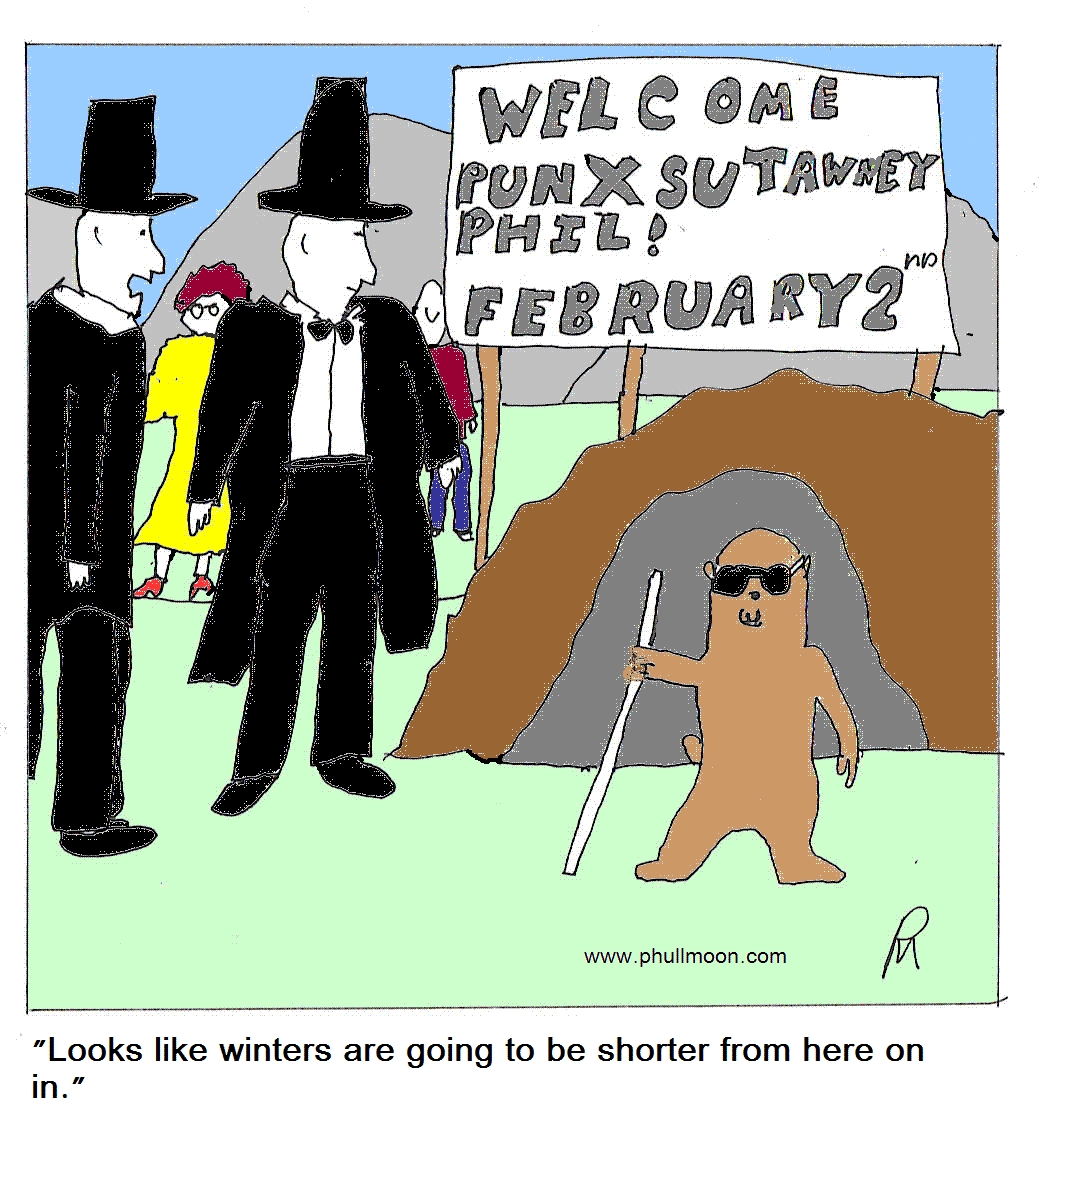 WELCOME
PUNXSUTAWNEY
PHIL!
FEBRUARY 2ND
www.phullmoon.com
"Looks like winters are going to be shorter from here on
in."